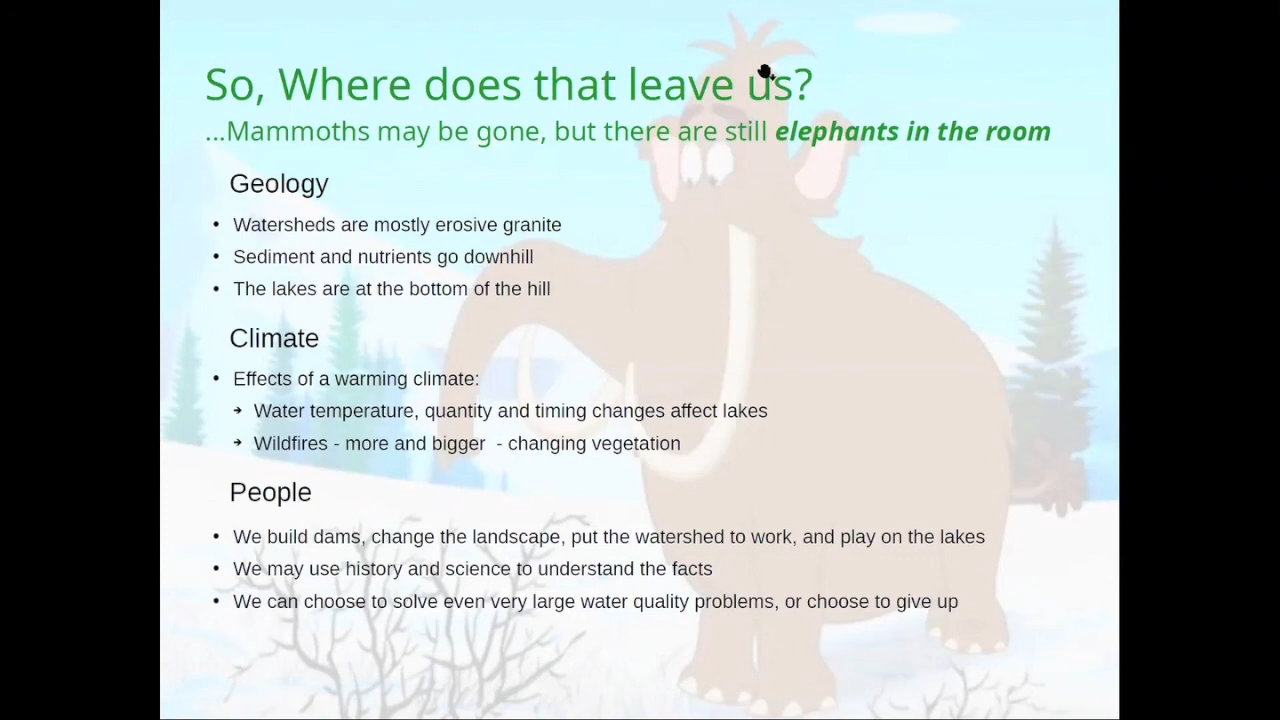 So, Where does that leave us?
...Mammoths may be gone, but there are still elephants in the room
Geology
• Watersheds are mostly erosive granite
• Sediment and nutrients go downhill
• The lakes are at the bottom of the hill
Climate
• Effects of a warming climate:
➔ Water temperature, quantity and timing changes affect lakes
➔ Wildfires - more and bigger - changing vegetation
People
• We build dams, change the landscape, put the watershed to work, and play on the lakes
• We may use history and science to understand the facts
• We can choose to solve even very large water quality problems, or choose to give up